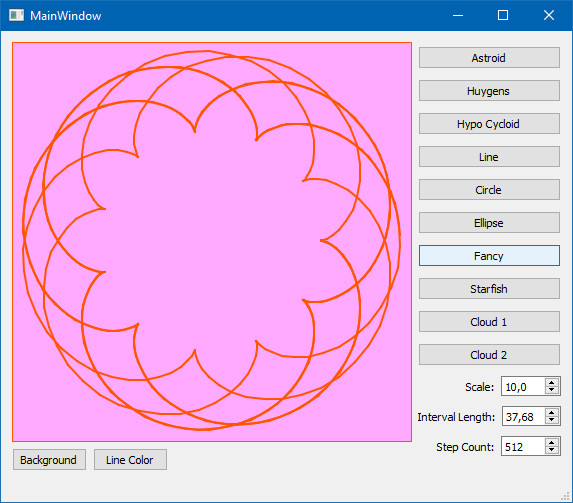 MainWindow
Astroid
Huygens
Hypo Cycloid
Line
Circle
Ellipse
Fancy
Starfish
Cloud 1
Cloud 2
Scale: 10,0
Interval Length: 37,68
Step Count: 512
Background Line Color